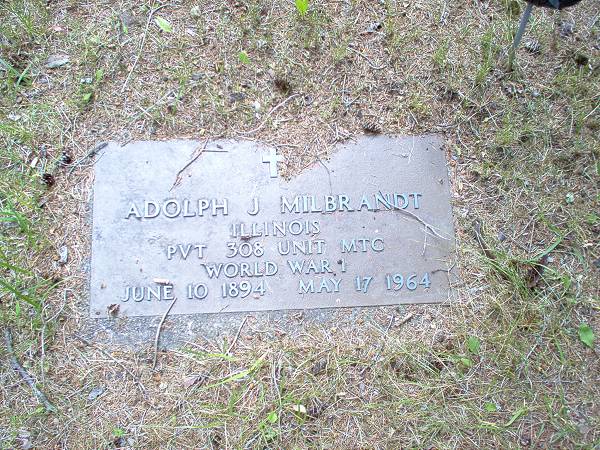 ADOLPH J MILBRANDT
ILLINOIS
PVT 308 UNIT MTC
WORLD WAR I
JUNE 10 1894 MAY 17 1964